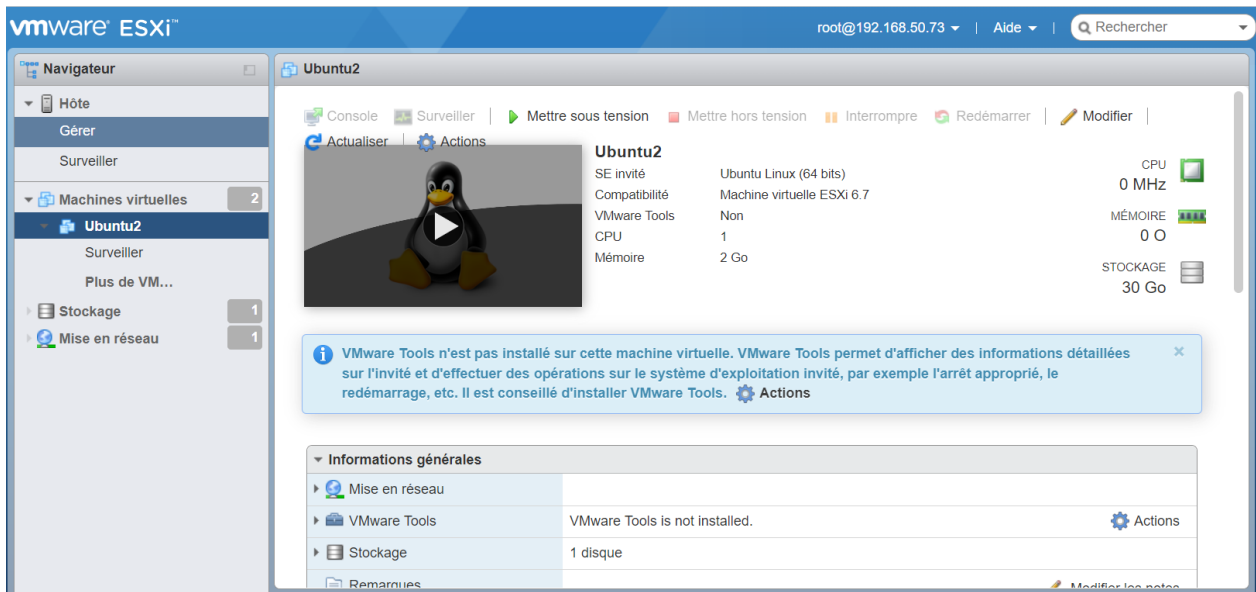 vmware ESXi™
root@192.168.50.73 | Aide | Rechercher
Navigateur
Hôte
Gérer
Surveiller
Machines virtuelles 2
Ubuntu2
Surveiller
Plus de VM...
Stockage 1
Mise en réseau 1
Ubuntu2
Console Surveiller | Mettre sous tension Mettre hors tension Interrompre Redémarrer | Modifier |
Actualiser | Actions
Ubuntu2
SE invité Ubuntu Linux (64 bits)
Compatibilité Machine virtuelle ESXi 6.7
VMware Tools Non
CPU 1
Mémoire 2 Go
CPU
0 MHz
MÉMOIRE
0 O
STOCKAGE
30 Go
VMware Tools n'est pas installé sur cette machine virtuelle. VMware Tools permet d'afficher des informations détaillées
sur l'invité et d'effectuer des opérations sur le système d'exploitation invité, par exemple l'arrêt approprié, le
redémarrage, etc. Il est conseillé d'installer VMware Tools. Actions
Informations générales
Mise en réseau
VMware Tools VMware Tools is not installed. Actions
Stockage 1 disque
Remarques Modifier les notes